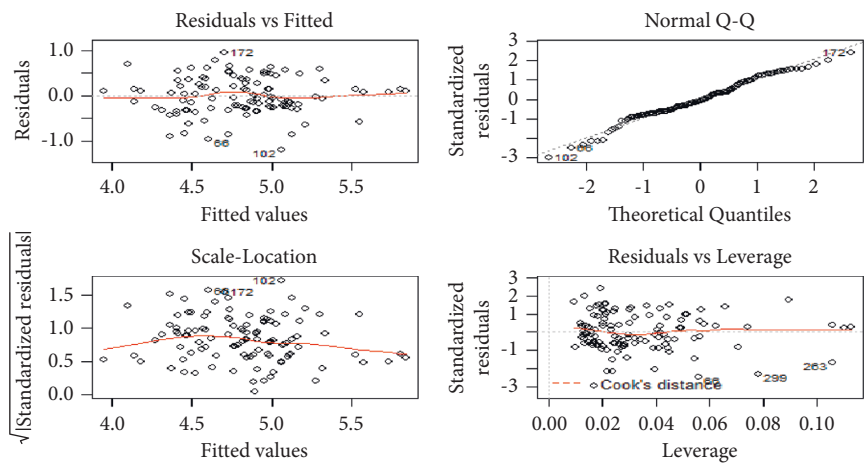 Residuals vs Fitted
Residuals
1.0
0.0
-1.0
172
66
102
4.0 4.5 5.0 5.5
Fitted values
Normal Q-Q
Standardized
residuals
3
2
1
0
-1
-3
172
66
102
-2 -1 0 1 2
Theoretical Quantiles
Scale-Location
√|Standardized residuals|
1.5
1.0
0.5
0.0
102
66
172
4.0 4.5 5.0 5.5
Fitted values
Residuals vs Leverage
Standardized
residuals
3
2
1
0
-1
-3
263
299
66
Cook's distance
0.00 0.02 0.04 0.06 0.08 0.10
Leverage